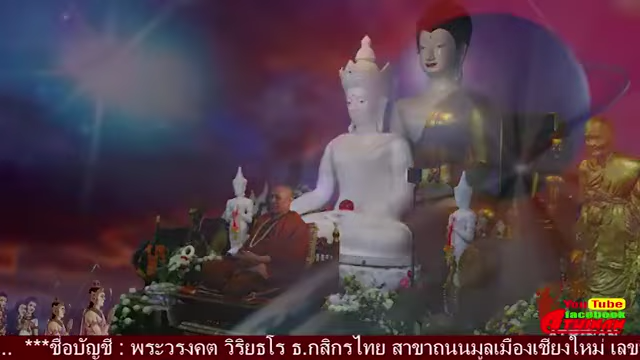 YouTube
facebook
..  ***ชื่อบัญชี : พระวรงคต วิริยธโร ธ.กสิกรไทย สาขาถนนมูลเมืองเชียงใหม่ เลข